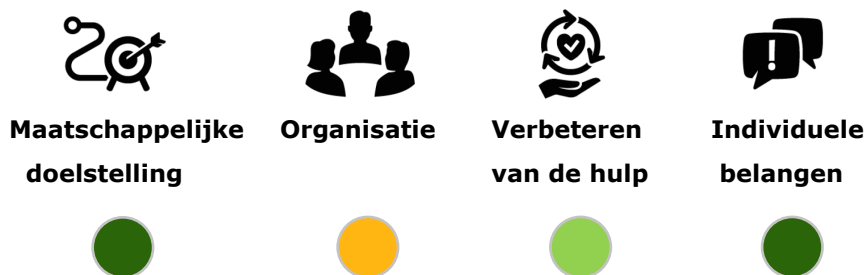 Maatschappelijke doelstelling
Organisatie
Verbeteren van de hulp
Individuele belangen
!